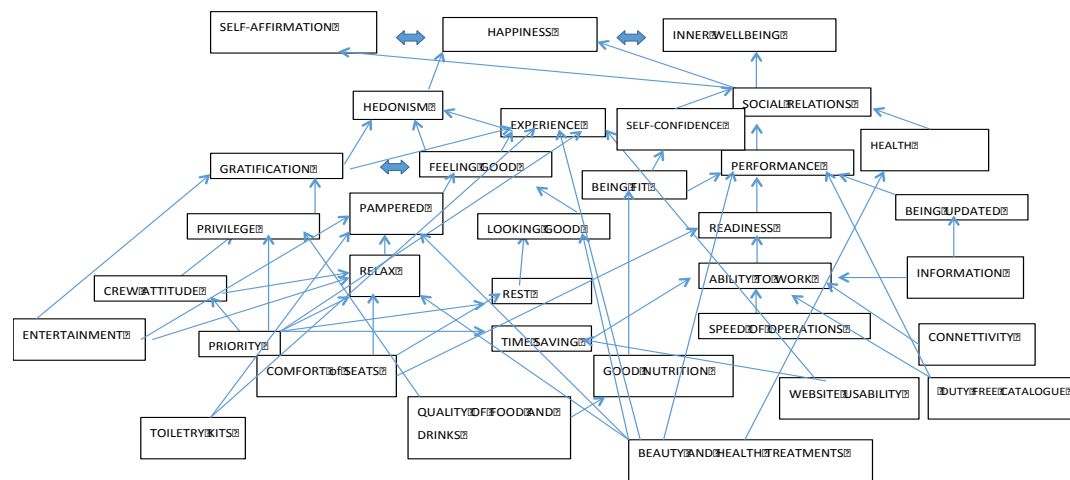 SELF-AFFIRMATION
HAPPINESS
INNER WELLBEING
HEDONISM
SOCIAL RELATIONS
EXPERIENCE
SELF-CONFIDENCE
HEALTH
GRATIFICATION
FEELING GOOD
PERFORMANCE
BEING FIT
PAMPERED
BEING UPDATED
PRIVILEGE
LOOKING GOOD
READINESS
RELAX
CREW ATTITUDE
REST
ABILITY TO WORK
INFORMATION
ENTERTAINMENT
PRIORITY
TIME SAVING
SPEED OF OPERATIONS
CONNETTIVITY
COMFORT of SEATS
GOOD NUTRITION
WEBSITE USABILITY
DUTY FREE CATALOGUE
TOILETRY KITS
QUALITY OF FOOD AND
DRINKS
BEAUTY AND HEALTH TREATMENTS